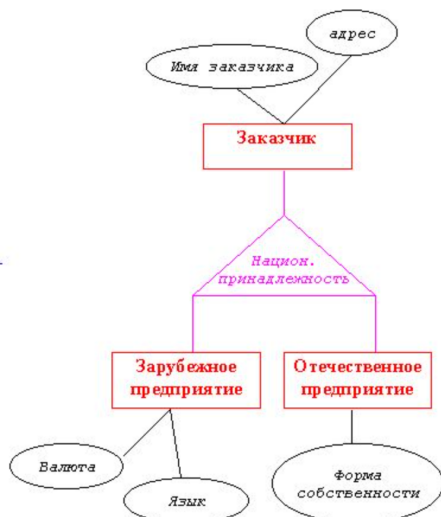 адрес
Имя заказчика
Заказчик
Национ.
принадлежность
Зарубежное
предприятие
Отечественное
предприятие
Валюта
Язык
Форма
собственности